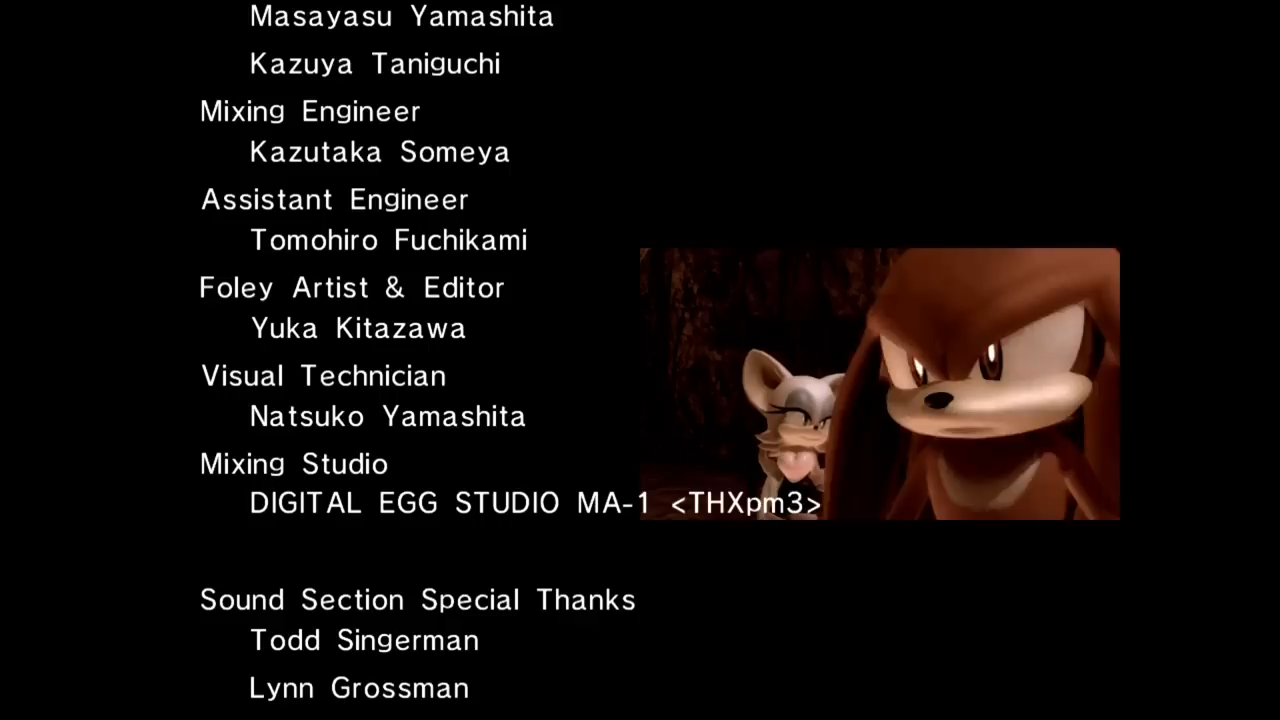 Masayasu Yamashita
Kazuya Taniguchi
Mixing Engineer
Kazutaka Someya
Assistant Engineer
Tomohiro Fuchikami
Foley Artist & Editor
Yuka Kitazawa
Visual Technician
Natsuko Yamashita
Mixing Studio
DIGITAL EGG STUDIO MA-1 <THXpm3>
Sound Section Special Thanks
Todd Singerman
Lynn Grossman